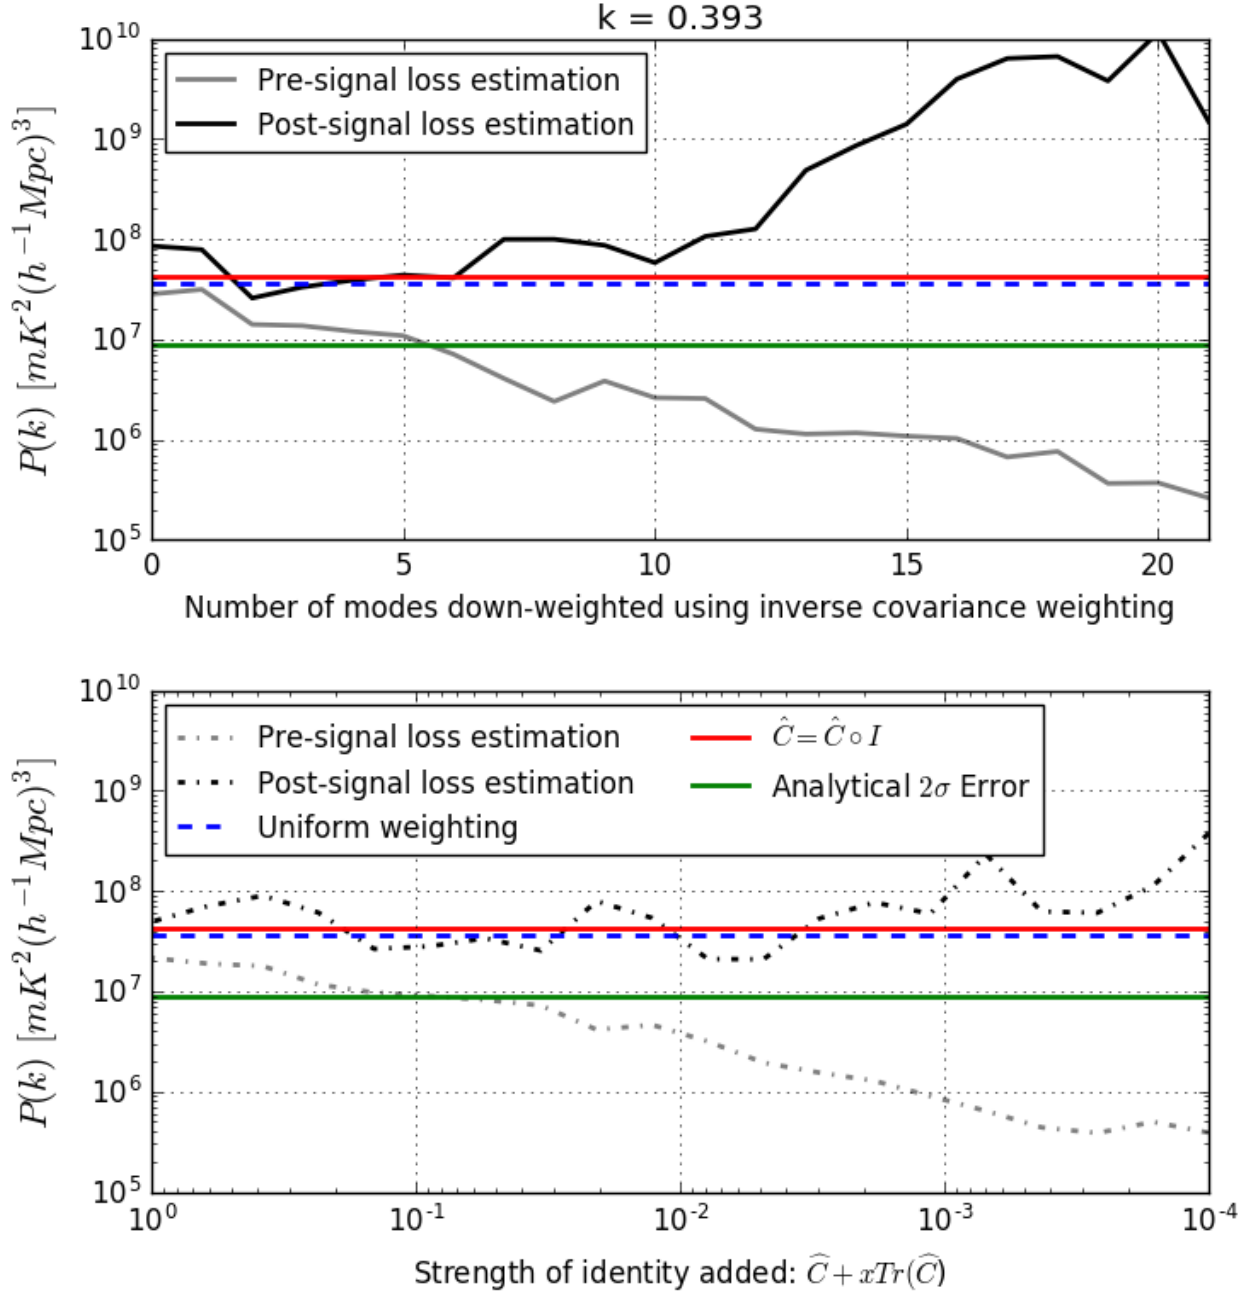 k = 0.393
10^10
10^9
10^8
10^7
10^6
10^5
P(k) [mK^2(h^-1 Mpc)^3]
Pre-signal loss estimation
Post-signal loss estimation
0 5 10 15 20
Number of modes down-weighted using inverse covariance weighting
10^10
10^9
10^8
10^7
10^6
10^5
P(k) [mK^2(h^-1 Mpc)^3]
Pre-signal loss estimation
Post-signal loss estimation
Uniform weighting
Ĉ = Ĉ ∘ I
Analytical 2σ Error
10^0 10^-1 10^-2 10^-3 10^-4
Strength of identity added: Ĉ + xTr(Ĉ)